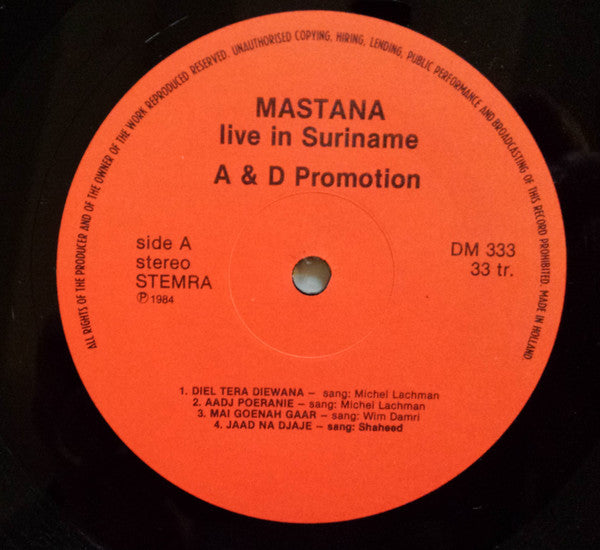 ALL RIGHTS OF THE PRODUCER AND OF THE OWNER OF THE WORK REPRODUCED RESERVED. UNAUTHORISED COPYING, HIRING, LENDING, PUBLIC PERFORMANCE AND BROADCASTING OF THIS RECORD PROHIBITED. MADE IN HOLLAND
MASTANA
live in Suriname
A & D Promotion
side A
stereo
STEMRA
℗ 1984
DM 333
33 tr.
1. DIEL TERA DIEWANA – sang: Michel Lachman
2. AADJ POERANIE – sang: Michel Lachman
3. MAI GOENAH GAAR – sang: Wim Damri
4. JAAD NA DJAJE – sang: Shaheed